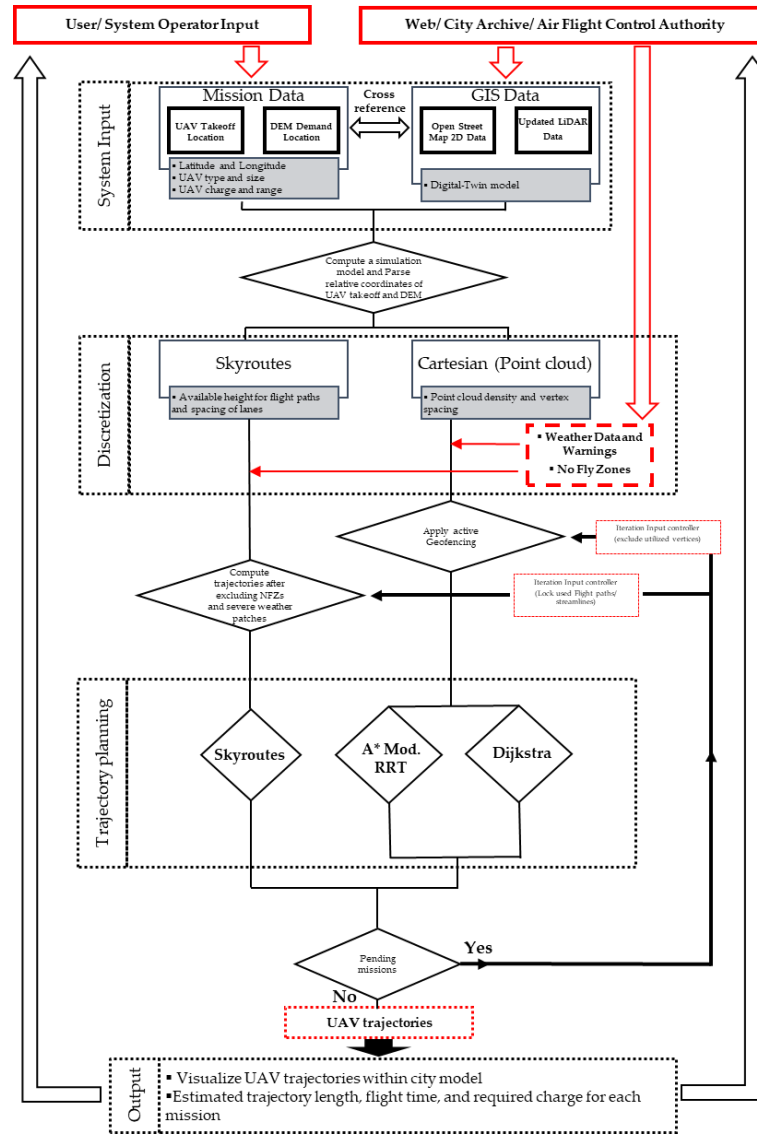 User/ System Operator Input
Web/ City Archive/ Air Flight Control Authority
System Input
Mission Data
UAV Takeoff
Location
DEM Demand
Location
▪ Latitude and Longitude
▪ UAV type and size
▪ UAV charge and range
Cross
reference
GIS Data
Open Street
Map 2D Data
Updated LiDAR
Data
▪ Digital-Twin model
Compute a simulation
model and Parse
relative coordinates of
UAV takeoff and DEM
Discretization
Skyroutes
▪ Available height for flight paths
and spacing of lanes
Cartesian (Point cloud)
▪ Point cloud density and vertex
spacing
▪ Weather Data and
Warnings
▪ No Fly Zones
Apply active
Geofencing
Iteration Input controller
(exclude utilized vertices)
Compute
trajectories after
excluding NFZs
and severe weather
patches
Iteration Input controller
(Lock used Flight paths/
streamlines)
Trajectory planning
Skyroutes
A* Mod.
RRT
Dijkstra
Pending
missions
Yes
No
UAV trajectories
Output
▪ Visualize UAV trajectories within city model
▪Estimated trajectory length, flight time, and required charge for each
mission